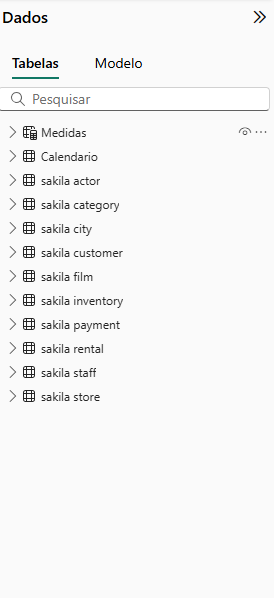 Dados
Tabelas Modelo
Pesquisar
Medidas
Calendario
sakila actor
sakila category
sakila city
sakila customer
sakila film
sakila inventory
sakila payment
sakila rental
sakila staff
sakila store